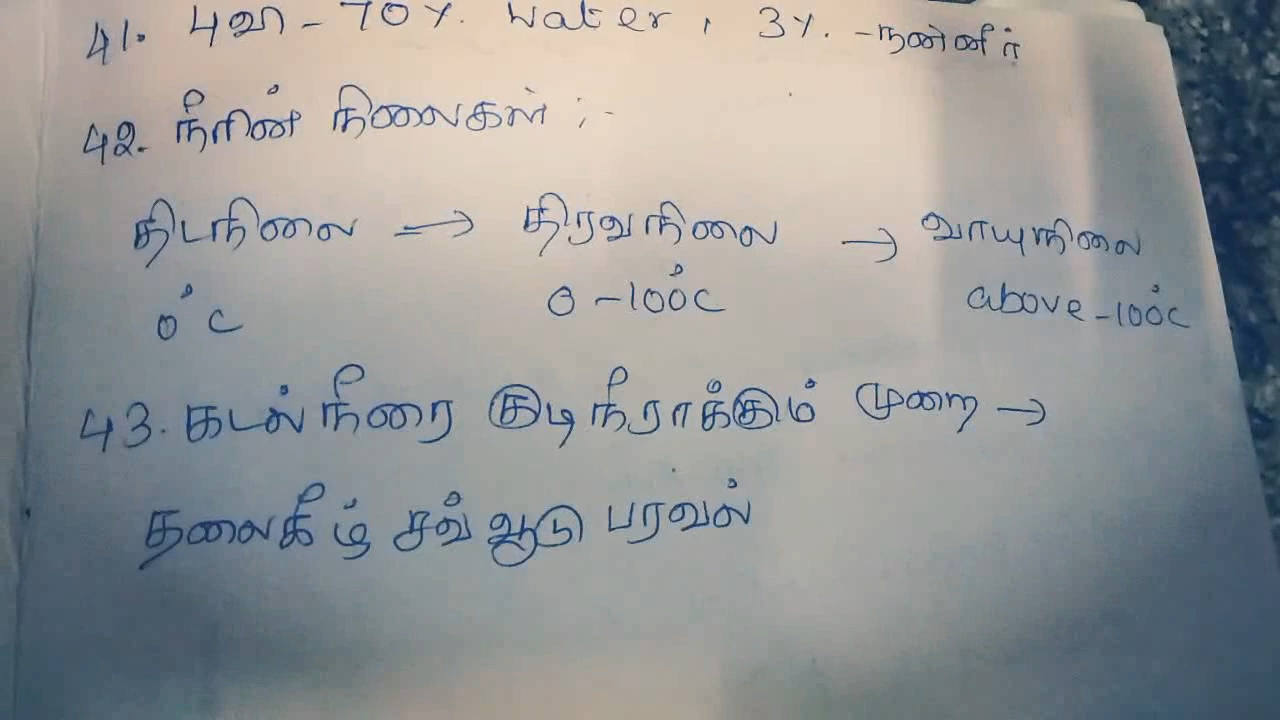 41. புவி - 70%. Water, 3%. - நன்னீர்
42. நீரின் நிலைகள் :-
திடநிலை → திரவநிலை → வாயுநிலை
0°C 0 - 100°C above - 100°C
43. கடல்நீரை குடிநீராக்கும் முறை →
தலைகீழ் சவ்வூடு பரவல்